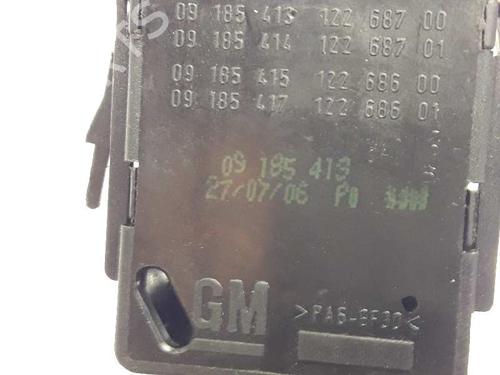 09 185 413 122 687 00
09 185 414 122 687 01
09 185 415 122 686 00
09 185 417 122 686 01
09 185 413
27/07/06
GM
>PA6-GF30<